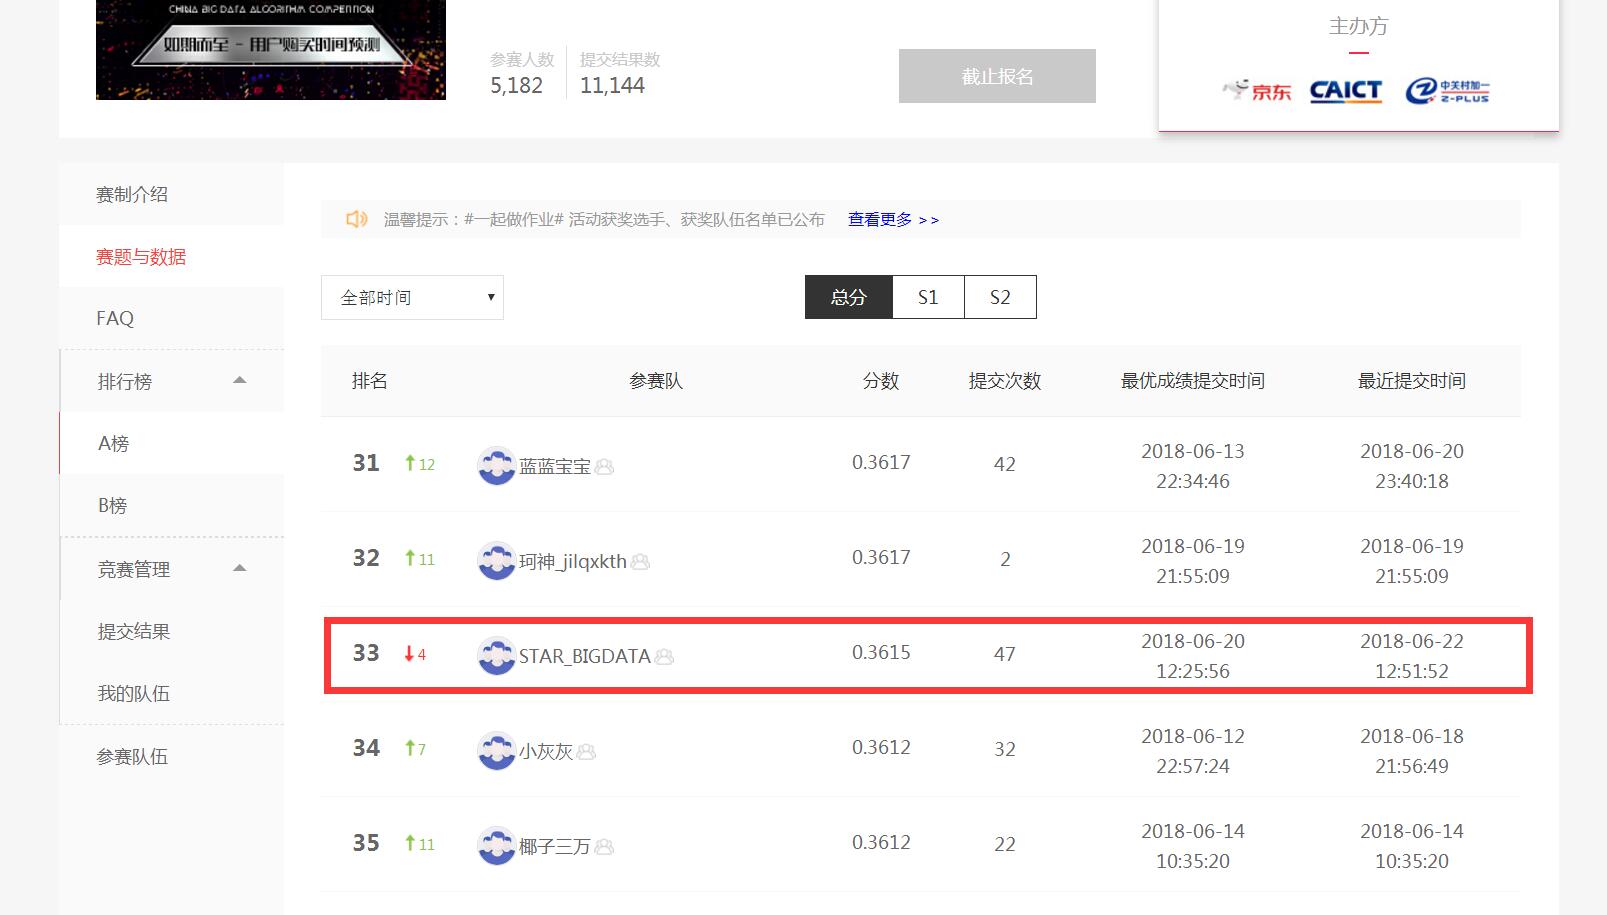 CHINA BIG DATA ALGORITHM COMPETITION
如期而至 - 用户购买时间预测
参赛人数
5,182
提交结果数
11,144
截止报名
主办方
京东
CAICT
中关村加一
Z-PLUS
赛制介绍
赛题与数据
FAQ
排行榜
A榜
B榜
竞赛管理
提交结果
我的队伍
参赛队伍
温馨提示：#一起做作业# 活动获奖选手、获奖队伍名单已公布 查看更多 >>
全部时间
总分 S1 S2
排名 参赛队 分数 提交次数 最优成绩提交时间 最近提交时间
31 12 蓝蓝宝宝 0.3617 42 2018-06-13 22:34:46 2018-06-20 23:40:18
32 11 珂神_jilqxkth 0.3617 2 2018-06-19 21:55:09 2018-06-19 21:55:09
33 4 STAR_BIGDATA 0.3615 47 2018-06-20 12:25:56 2018-06-22 12:51:52
34 7 小灰灰 0.3612 32 2018-06-12 22:57:24 2018-06-18 21:56:49
35 11 椰子三万 0.3612 22 2018-06-14 10:35:20 2018-06-14 10:35:20